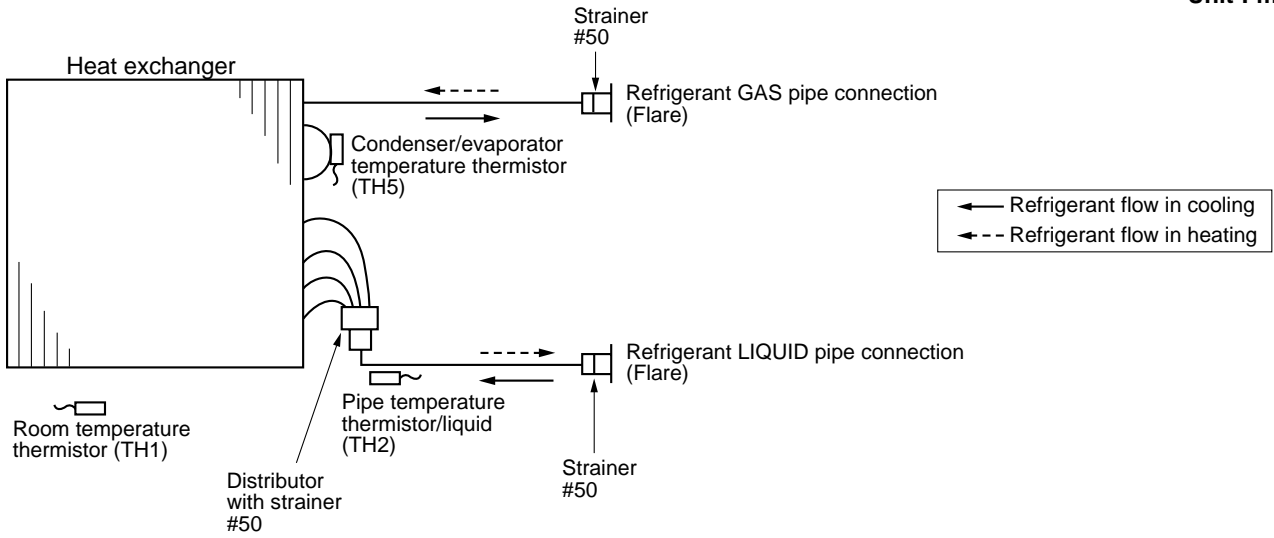 Strainer
#50
Heat exchanger
Refrigerant GAS pipe connection
(Flare)
Condenser/evaporator
temperature thermistor
(TH5)
Refrigerant flow in cooling
Refrigerant flow in heating
Refrigerant LIQUID pipe connection
(Flare)
Pipe temperature
thermistor/liquid
(TH2)
Room temperature
thermistor (TH1)
Strainer
#50
Distributor
with strainer
#50